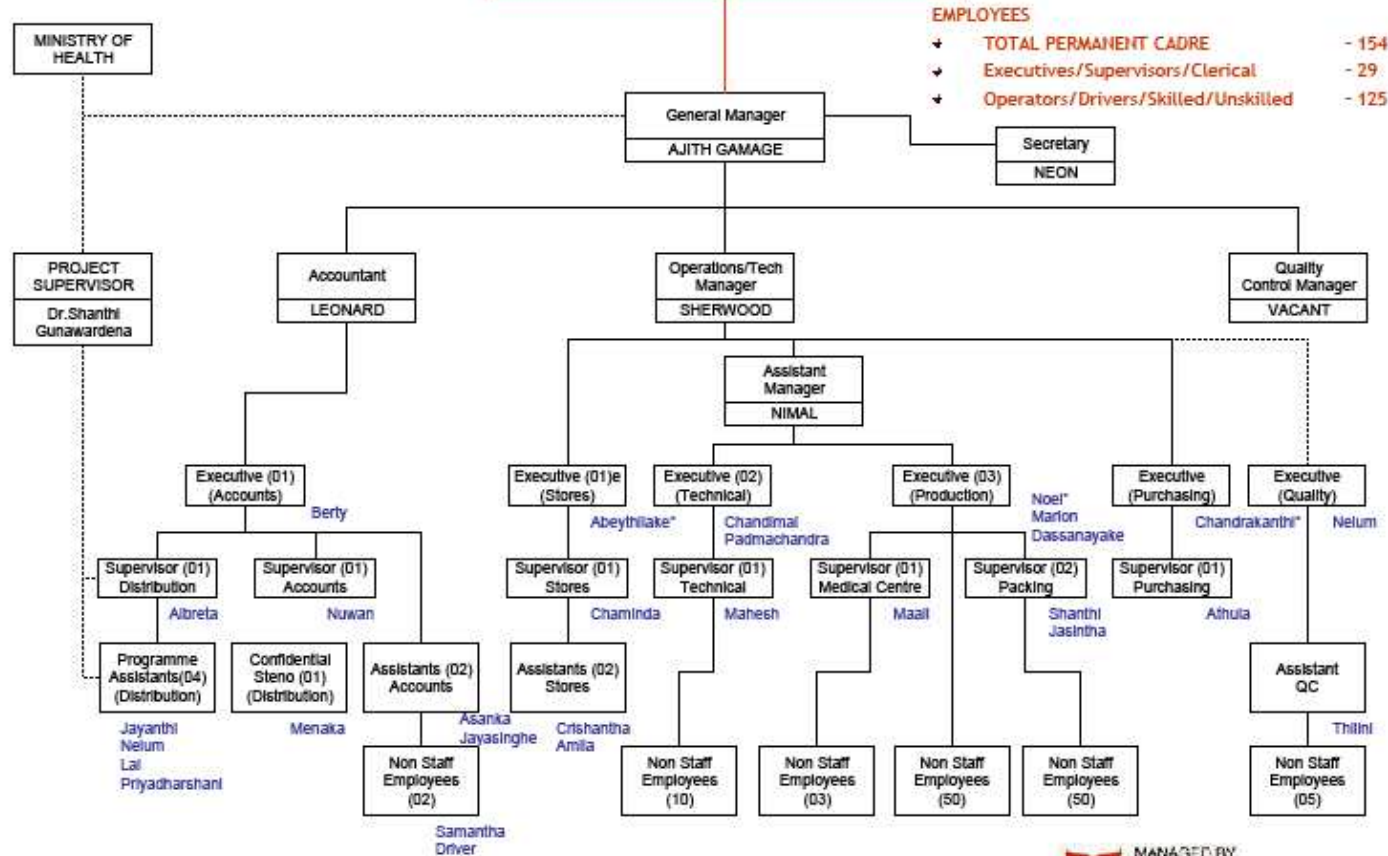 EMPLOYEES
TOTAL PERMANENT CADRE - 154
Executives/Supervisors/Clerical - 29
Operators/Drivers/Skilled/Unskilled - 125
MINISTRY OF
HEALTH
General Manager
AJITH GAMAGE
Secretary
NEON
PROJECT
SUPERVISOR
Dr.Shanthi
Gunawardena
Accountant
LEONARD
Operations/Tech
Manager
SHERWOOD
Quality
Control Manager
VACANT
Assistant
Manager
NIMAL
Executive (01)
(Accounts)
Berty
Executive (01)e
(Stores)
Abeythilake*
Executive (02)
(Technical)
Chandimal
Padmachandra
Executive (03)
(Production)
Noel*
Marion
Dassanayake
Executive
(Purchasing)
Chandrakanthi*
Executive
(Quality)
Nelum
Supervisor (01)
Distribution
Albreta
Supervisor (01)
Accounts
Nuwan
Supervisor (01)
Stores
Chaminda
Supervisor (01)
Technical
Mahesh
Supervisor (01)
Medical Centre
Maali
Supervisor (02)
Packing
Shanthi
Jasintha
Supervisor (01)
Purchasing
Athula
Programme
Assistants(04)
(Distribution)
Jayanthi
Nelum
Lal
Priyadharshani
Confidential
Steno (01)
(Distribution)
Menaka
Assistants (02)
Accounts
Asanka
Jayasinghe
Assistants (02)
Stores
Crishantha
Amila
Assistant
QC
Thilini
Non Staff
Employees
(02)
Samantha
Driver
Non Staff
Employees
(10)
Non Staff
Employees
(03)
Non Staff
Employees
(50)
Non Staff
Employees
(50)
Non Staff
Employees
(05)
MANAGED BY